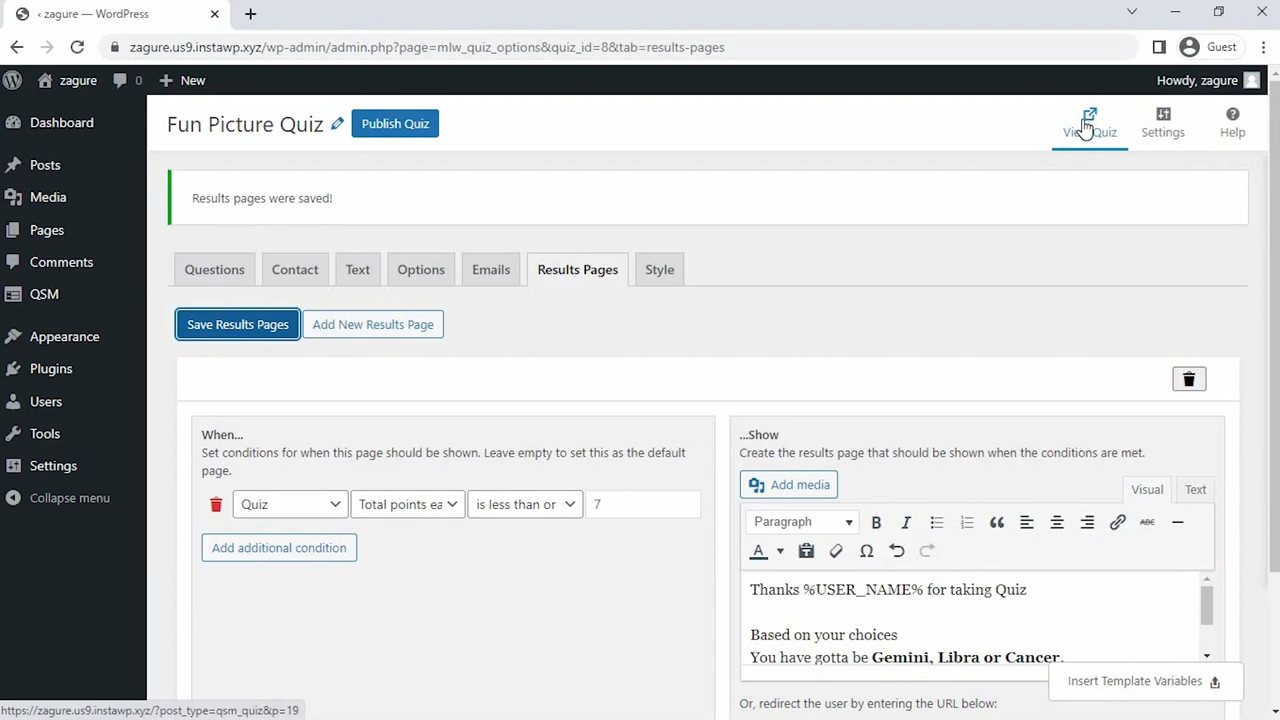 ‹ zagure — WordPress
zagure.us9.instawp.xyz/wp-admin/admin.php?page=mlw_quiz_options&quiz_id=8&tab=results-pages
Guest
zagure
0
New
Howdy, zagure
Dashboard
Posts
Media
Pages
Comments
QSM
Appearance
Plugins
Users
Tools
Settings
Collapse menu
Fun Picture Quiz
Publish Quiz
View Quiz
Settings
Help
Results pages were saved!
Questions
Contact
Text
Options
Emails
Results Pages
Style
Save Results Pages
Add New Results Page
When...
Set conditions for when this page should be shown. Leave empty to set this as the default
page.
Quiz
Total points ea
is less than or
7
Add additional condition
...Show
Create the results page that should be shown when the conditions are met.
Add media
Visual
Text
Paragraph
B
I
ABC
A
Ω
Thanks %USER_NAME% for taking Quiz
Based on your choices
You have gotta be Gemini, Libra or Cancer.
Insert Template Variables
Or, redirect the user by entering the URL below:
https://zagure.us9.instawp.xyz/?post_type=qsm_quiz&p=19